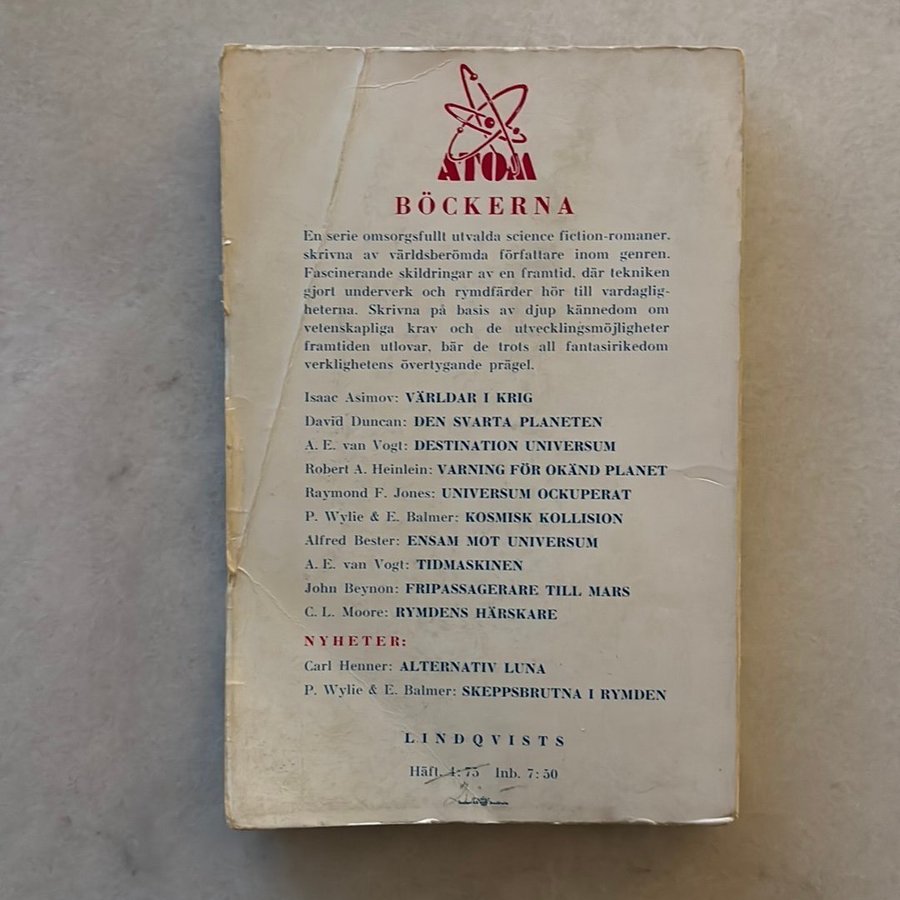 ATOM
BÖCKERNA
En serie omsorgsfullt utvalda science fiction-romaner,
skrivna av världsberömda författare inom genren.
Fascinerande skildringar av en framtid, där tekniken
gjort underverk och rymdfärder hör till vardaglig-
heterna. Skrivna på basis av djup kännedom om
vetenskapliga krav och de utvecklingsmöjligheter
framtiden utlovar, bär de trots all fantasirikedom
verklighetens övertygande prägel.
Isaac Asimov: VÄRLDAR I KRIG
David Duncan: DEN SVARTA PLANETEN
A. E. van Vogt: DESTINATION UNIVERSUM
Robert A. Heinlein: VARNING FÖR OKÄND PLANET
Raymond F. Jones: UNIVERSUM OCKUPERAT
P. Wylie & E. Balmer: KOSMISK KOLLISION
Alfred Bester: ENSAM MOT UNIVERSUM
A. E. van Vogt: TIDMASKINEN
John Beynon: FRIPASSAGERARE TILL MARS
C. L. Moore: RYMDENS HÄRSKARE
NYHETER:
Carl Henner: ALTERNATIV LUNA
P. Wylie & E. Balmer: SKEPPSBRUTNA I RYMDEN
LINDQVISTS
Häft. 4:75 Inb. 7:50